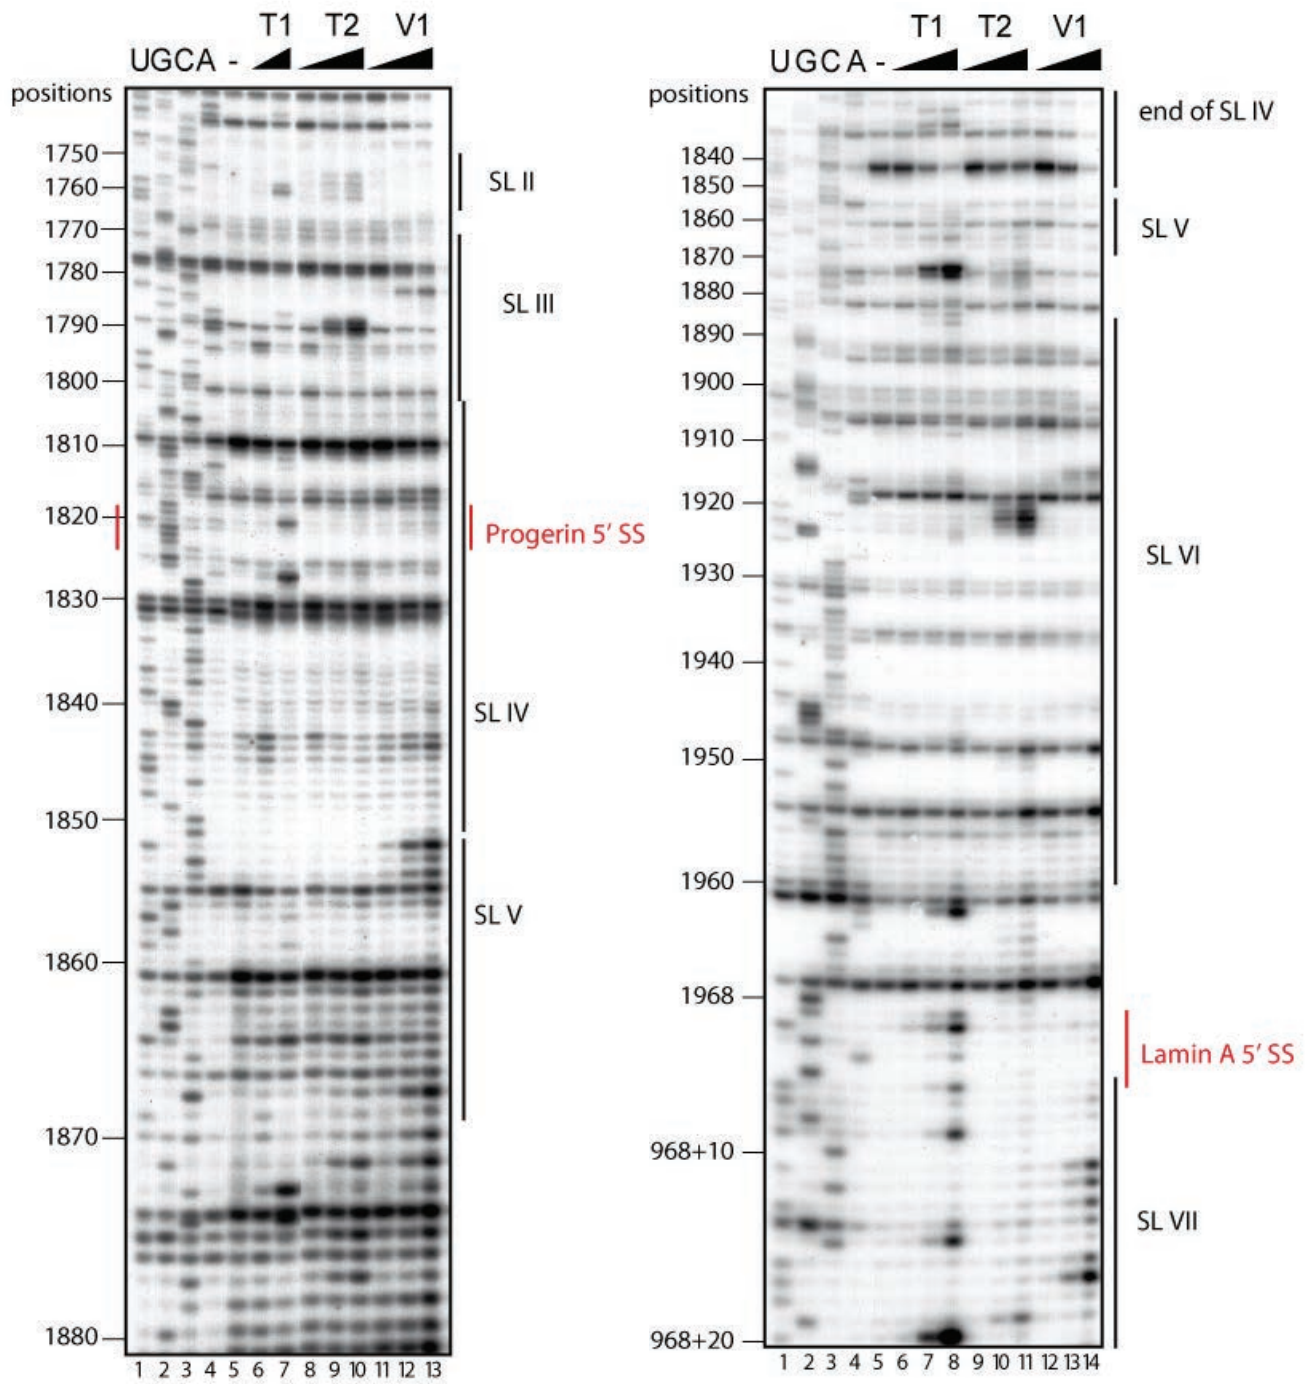 T1 T2 V1
UGCA -
positions
1750
1760
1770
1780
1790
1800
1810
1820
1830
1840
1850
1860
1870
1880
SL II
SL III
Progerin 5' SS
SL IV
SL V
1 2 3 4 5 6 7 8 9 10 11 12 13
T1 T2 V1
U G C A -
positions
1840
1850
1860
1870
1880
1890
1900
1910
1920
1930
1940
1950
1960
1968
968+10
968+20
end of SL IV
SL V
SL VI
Lamin A 5' SS
SL VII
1 2 3 4 5 6 7 8 9 10 11 12 13 14